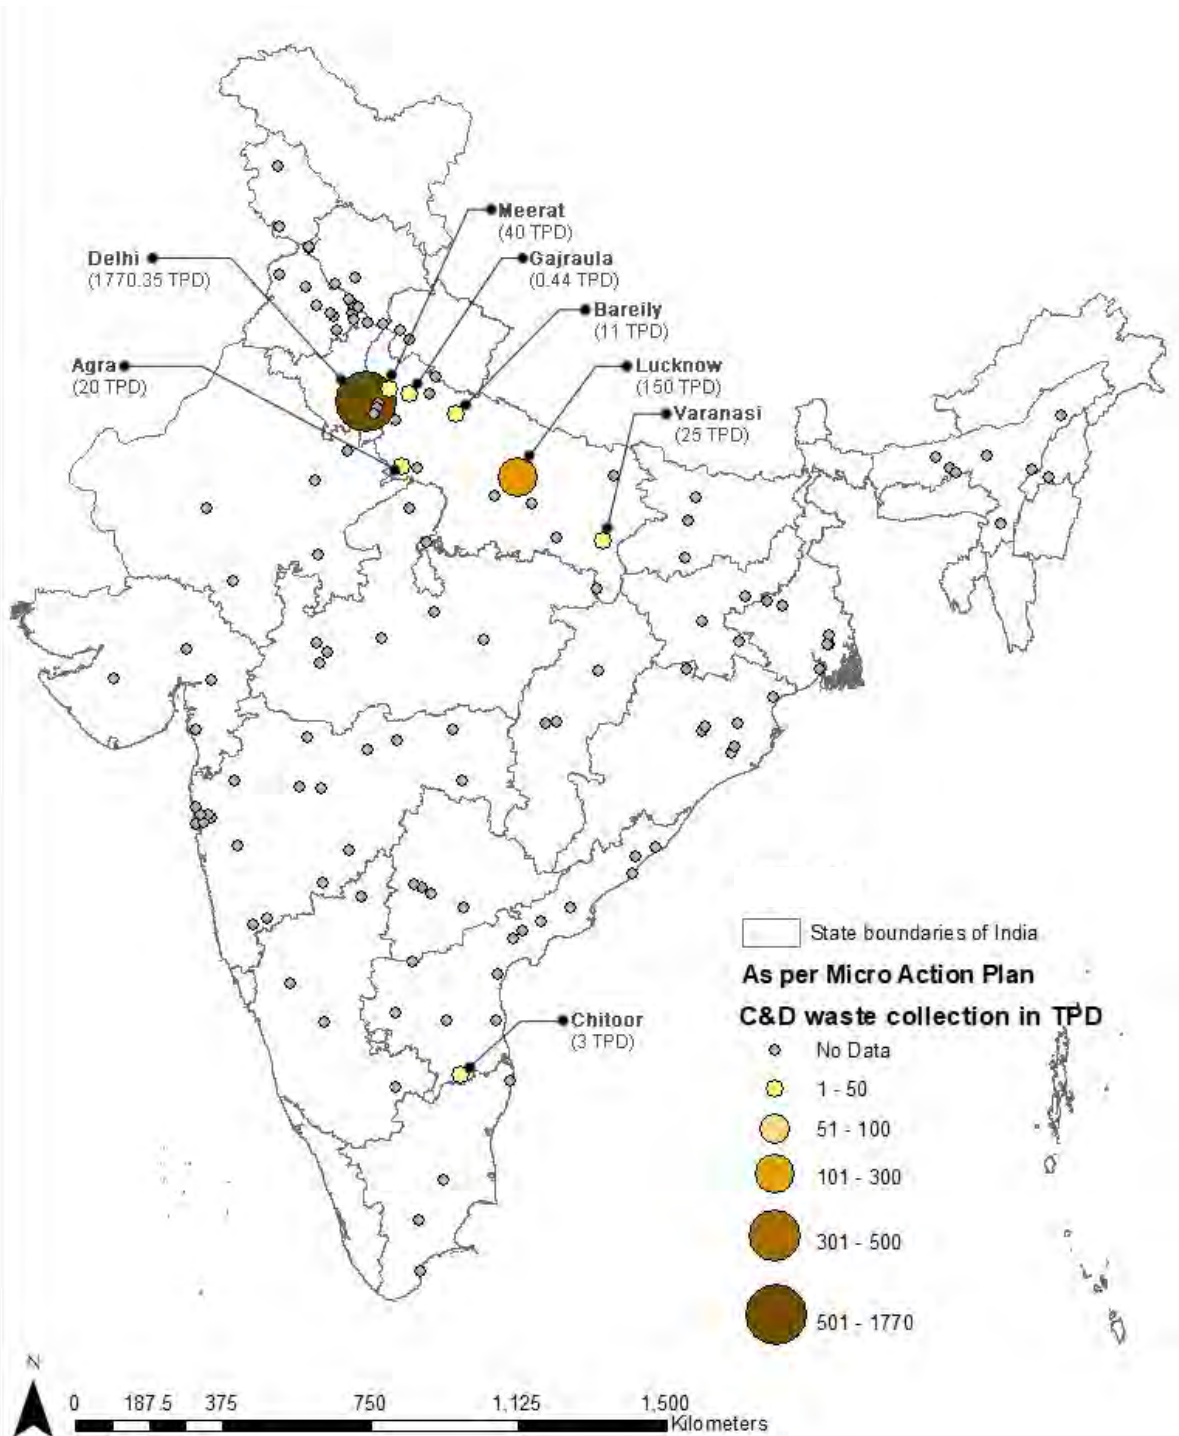 Meerat
(40 TPD)
Delhi
(1770.35 TPD)
Gajraula
(0.44 TPD)
Bareily
(11 TPD)
Agra
(20 TPD)
Lucknow
(150 TPD)
Varanasi
(25 TPD)
Chitoor
(3 TPD)
State boundaries of India
As per Micro Action Plan
C&D waste collection in TPD
No Data
1 - 50
51 - 100
101 - 300
301 - 500
501 - 1770
N
0 187.5 375 750 1,125 1,500
Kilometers